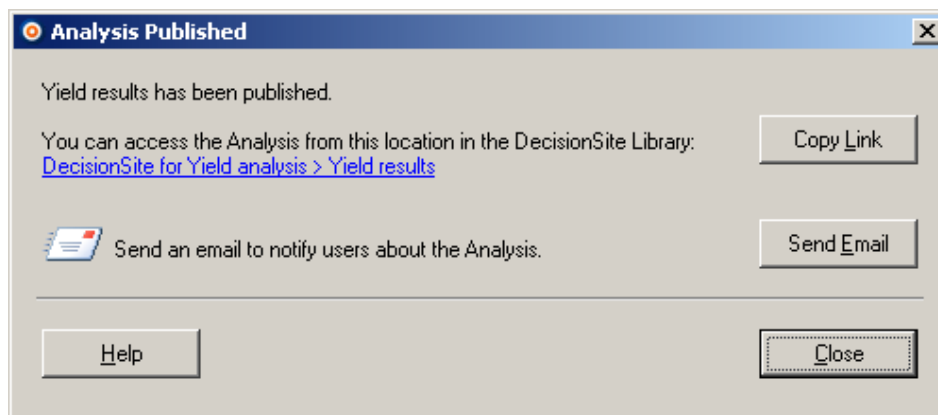 Analysis Published
Yield results has been published.
You can access the Analysis from this location in the DecisionSite Library:
DecisionSite for Yield analysis > Yield results
Copy Link
Send an email to notify users about the Analysis.
Send Email
Help
Close